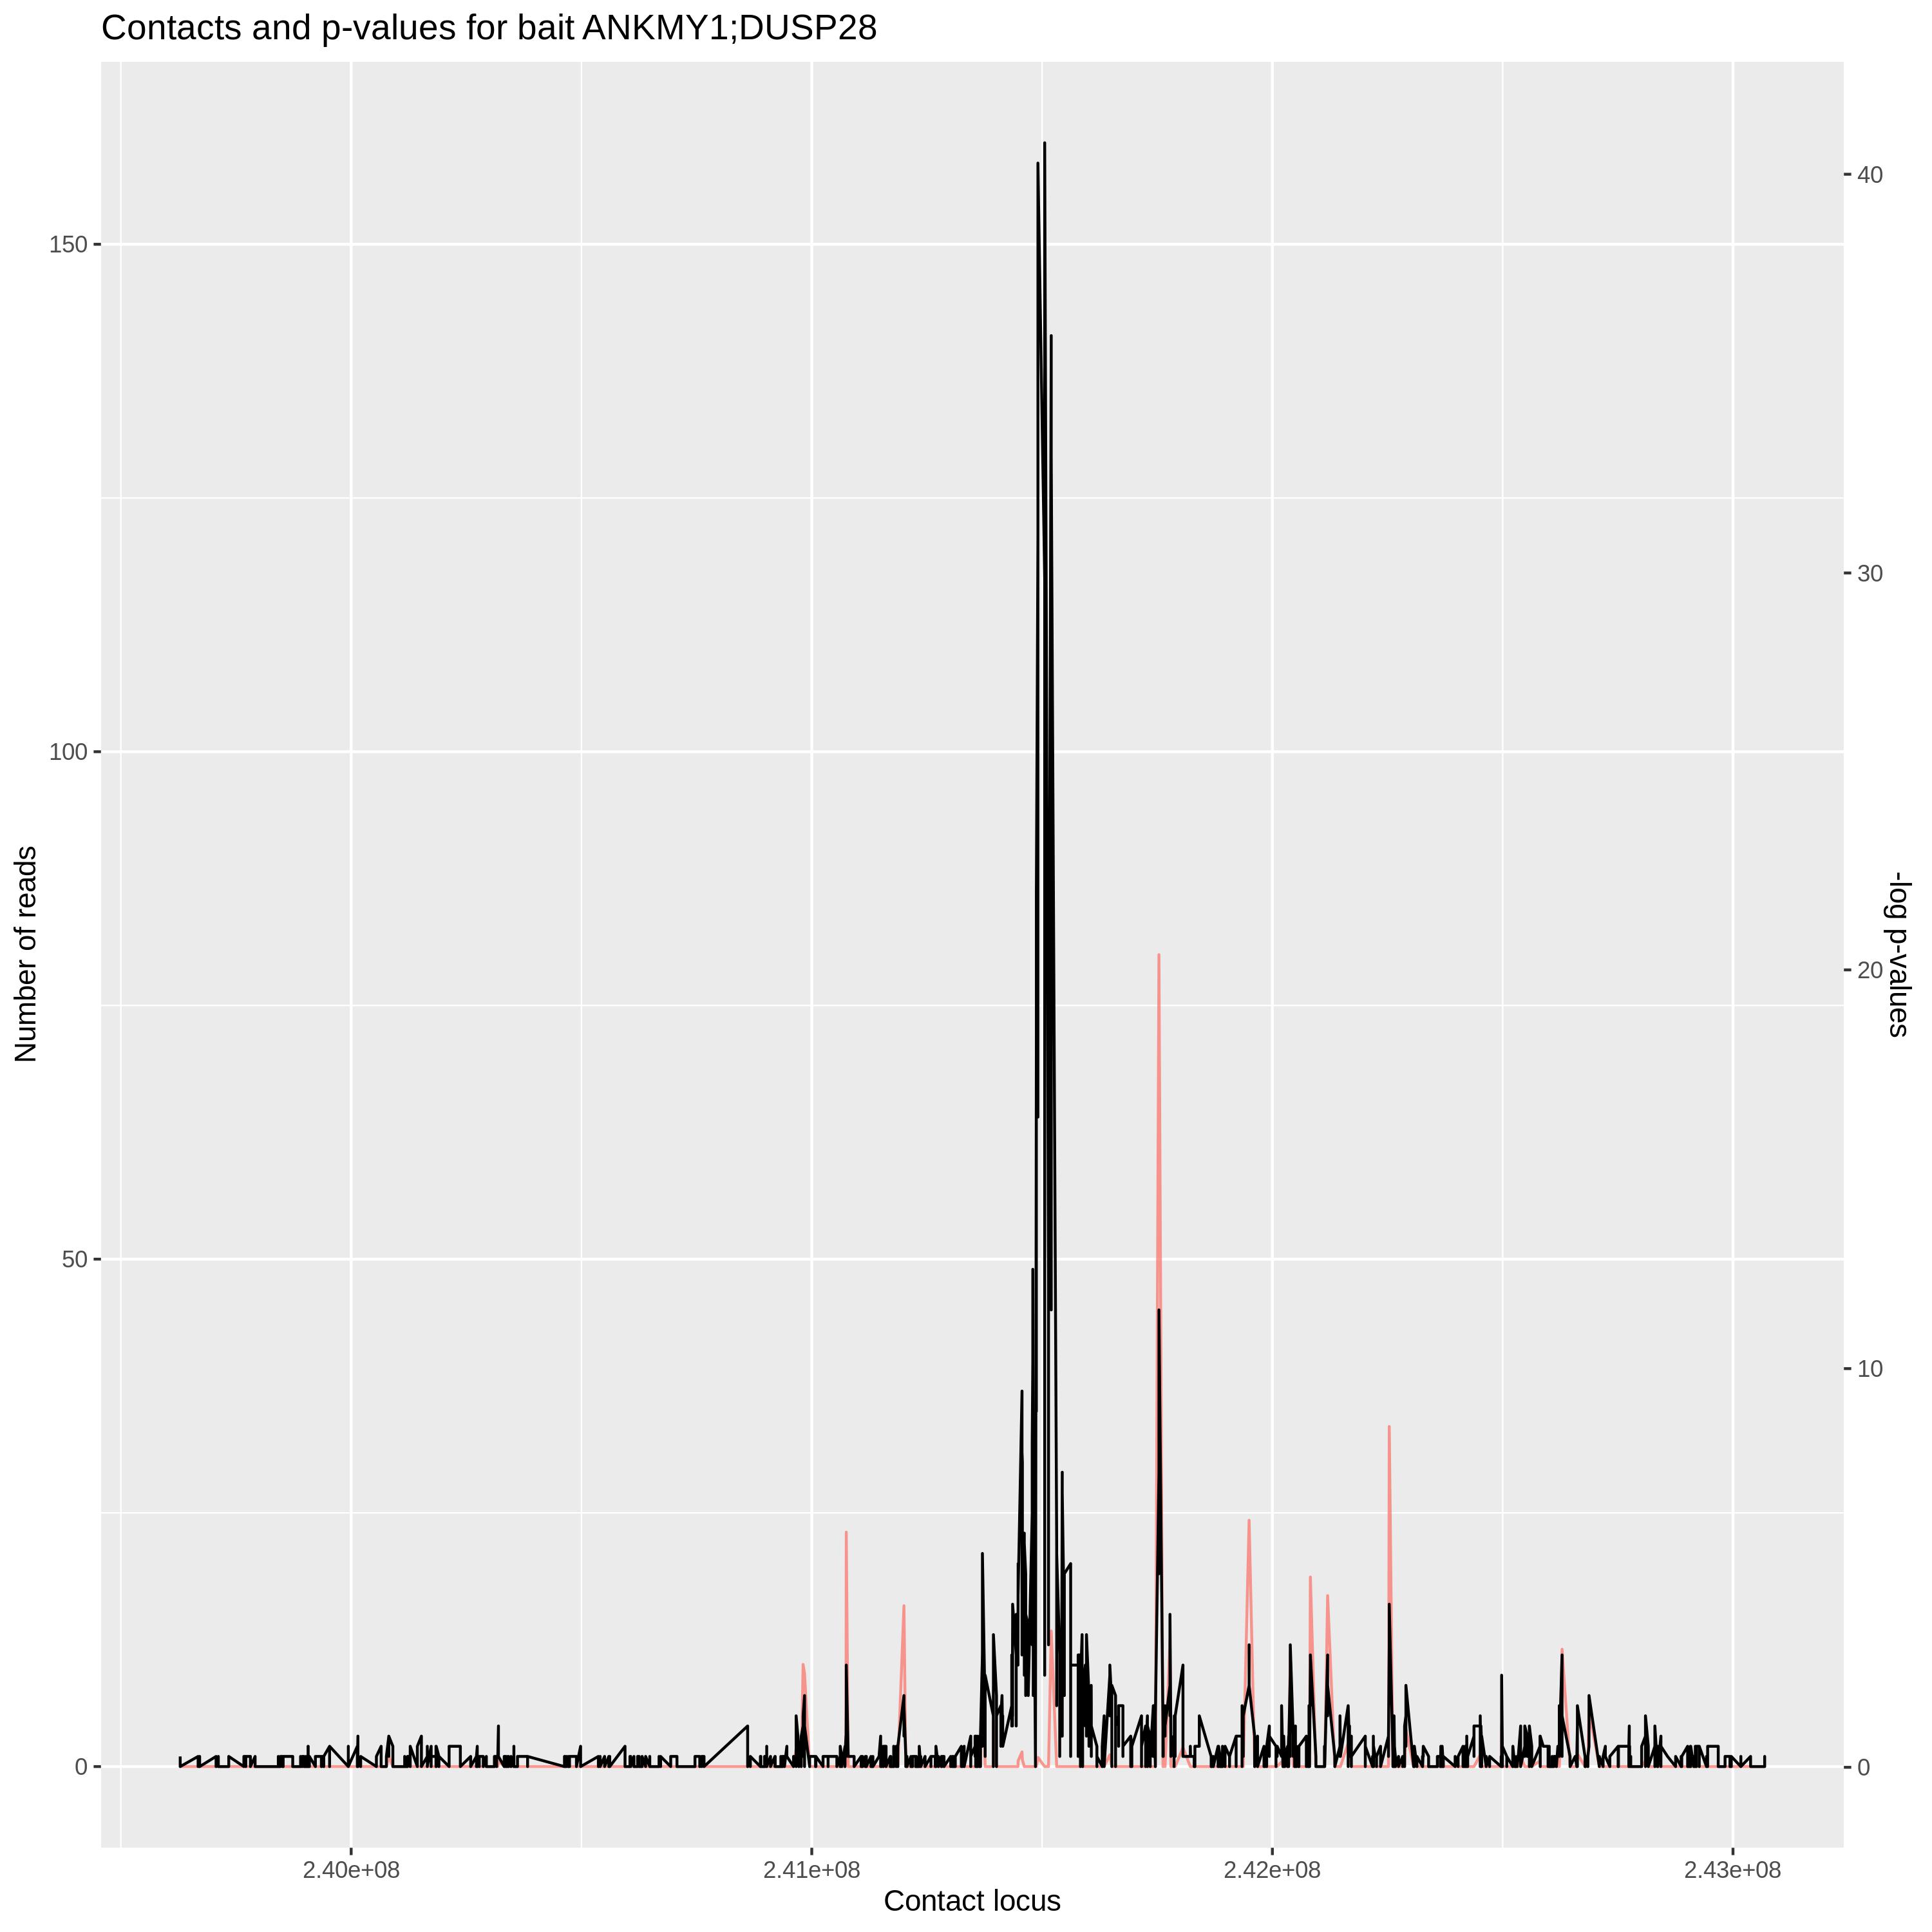 Contacts and p-values for bait ANKMY1;DUSP28
Number of reads
150
100
50
0
40
30
20
10
0
-log p-values
2.40e+08
2.41e+08
2.42e+08
2.43e+08
Contact locus